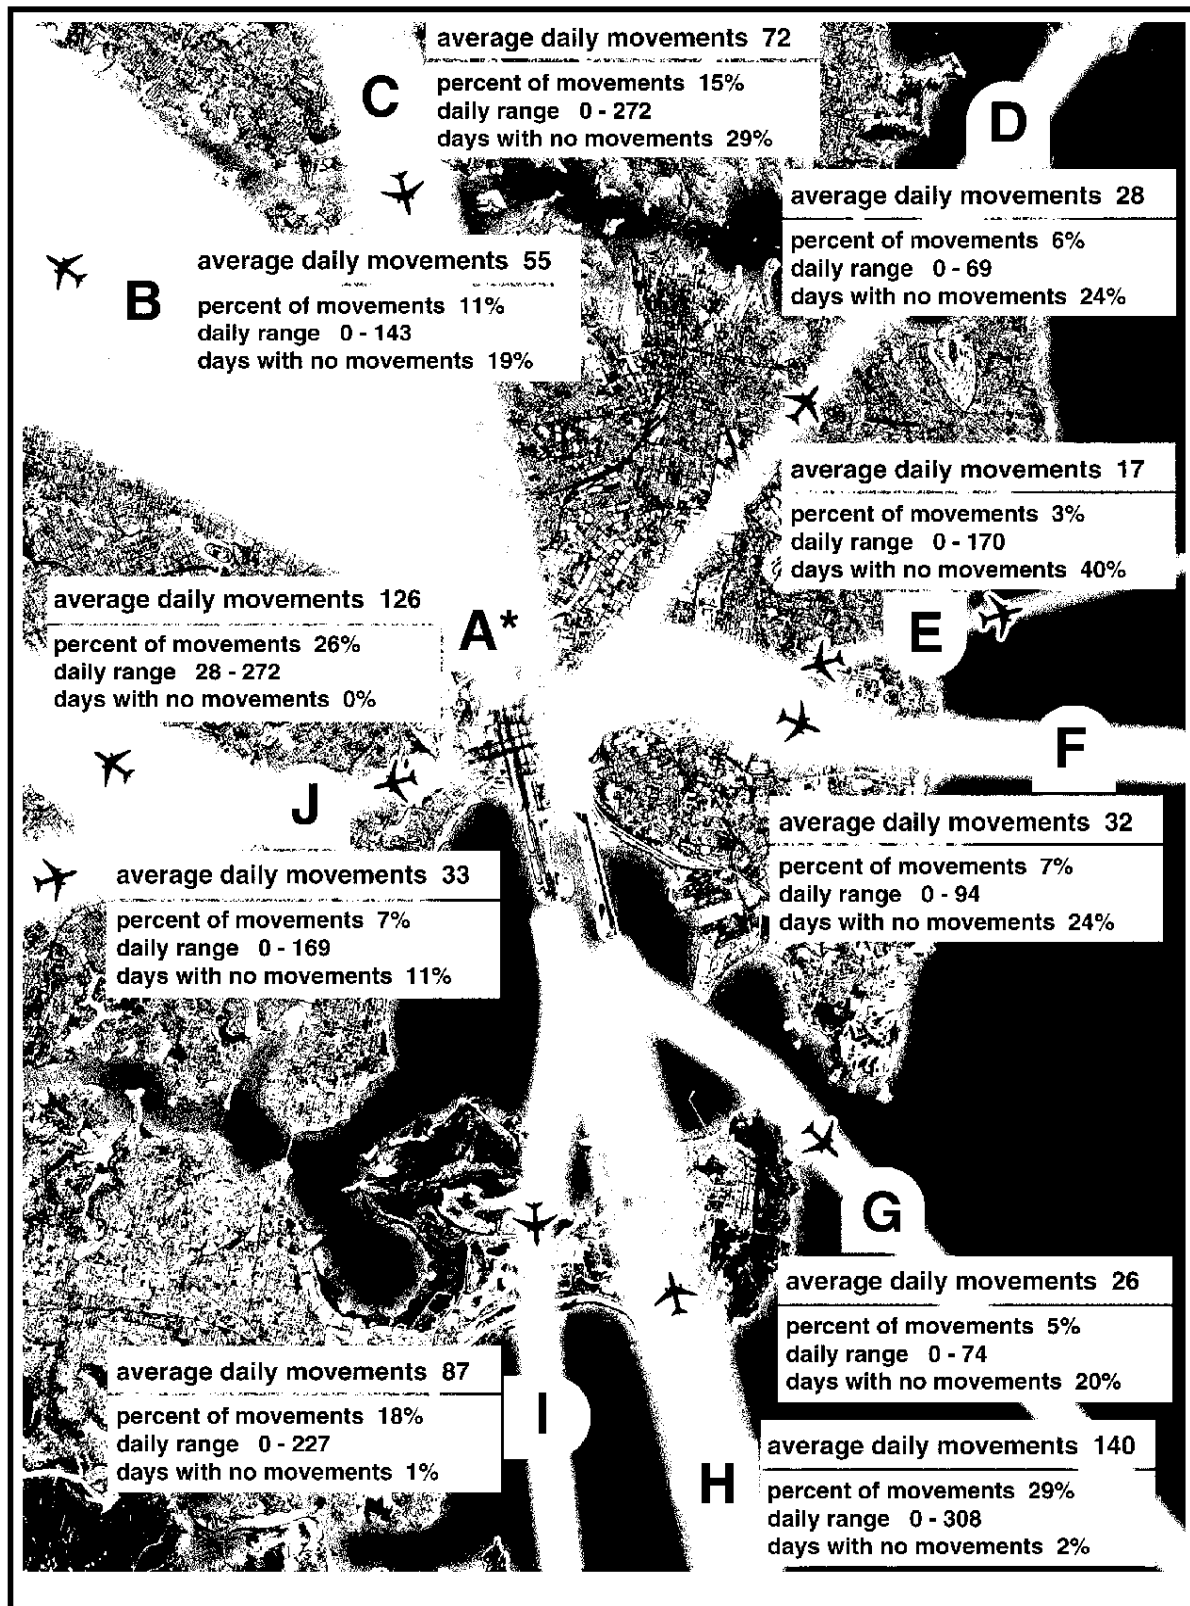 average daily movements 72
C
percent of movements 15%
daily range 0 - 272
days with no movements 29%
D
average daily movements 28
percent of movements 6%
daily range 0 - 69
days with no movements 24%
B
average daily movements 55
percent of movements 11%
daily range 0 - 143
days with no movements 19%
average daily movements 17
percent of movements 3%
daily range 0 - 170
days with no movements 40%
E
A*
average daily movements 126
percent of movements 26%
daily range 28 - 272
days with no movements 0%
F
average daily movements 32
percent of movements 7%
daily range 0 - 94
days with no movements 24%
J
average daily movements 33
percent of movements 7%
daily range 0 - 169
days with no movements 11%
G
average daily movements 26
percent of movements 5%
daily range 0 - 74
days with no movements 20%
I
average daily movements 87
percent of movements 18%
daily range 0 - 227
days with no movements 1%
H
average daily movements 140
percent of movements 29%
daily range 0 - 308
days with no movements 2%